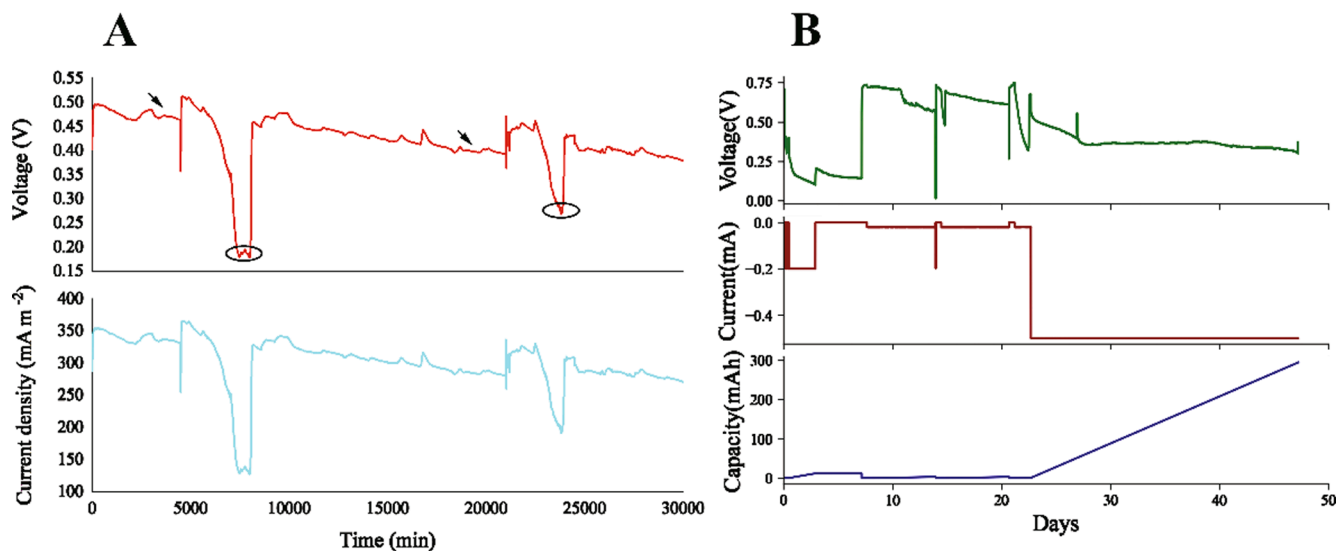 A
B
0.55
0.50
0.45
0.40
0.35
0.30
0.25
0.20
0.15
Voltage (V)
400
350
300
250
200
150
100
Current density (mA m -2)
0 5000 10000 15000 20000 25000 30000
Time (min)
0.75
0.50
0.25
0.00
Voltage(V)
0.0
−0.2
−0.4
Current(mA)
300
200
100
0
Capacity(mAh)
0 10 20 30 40 50
Days